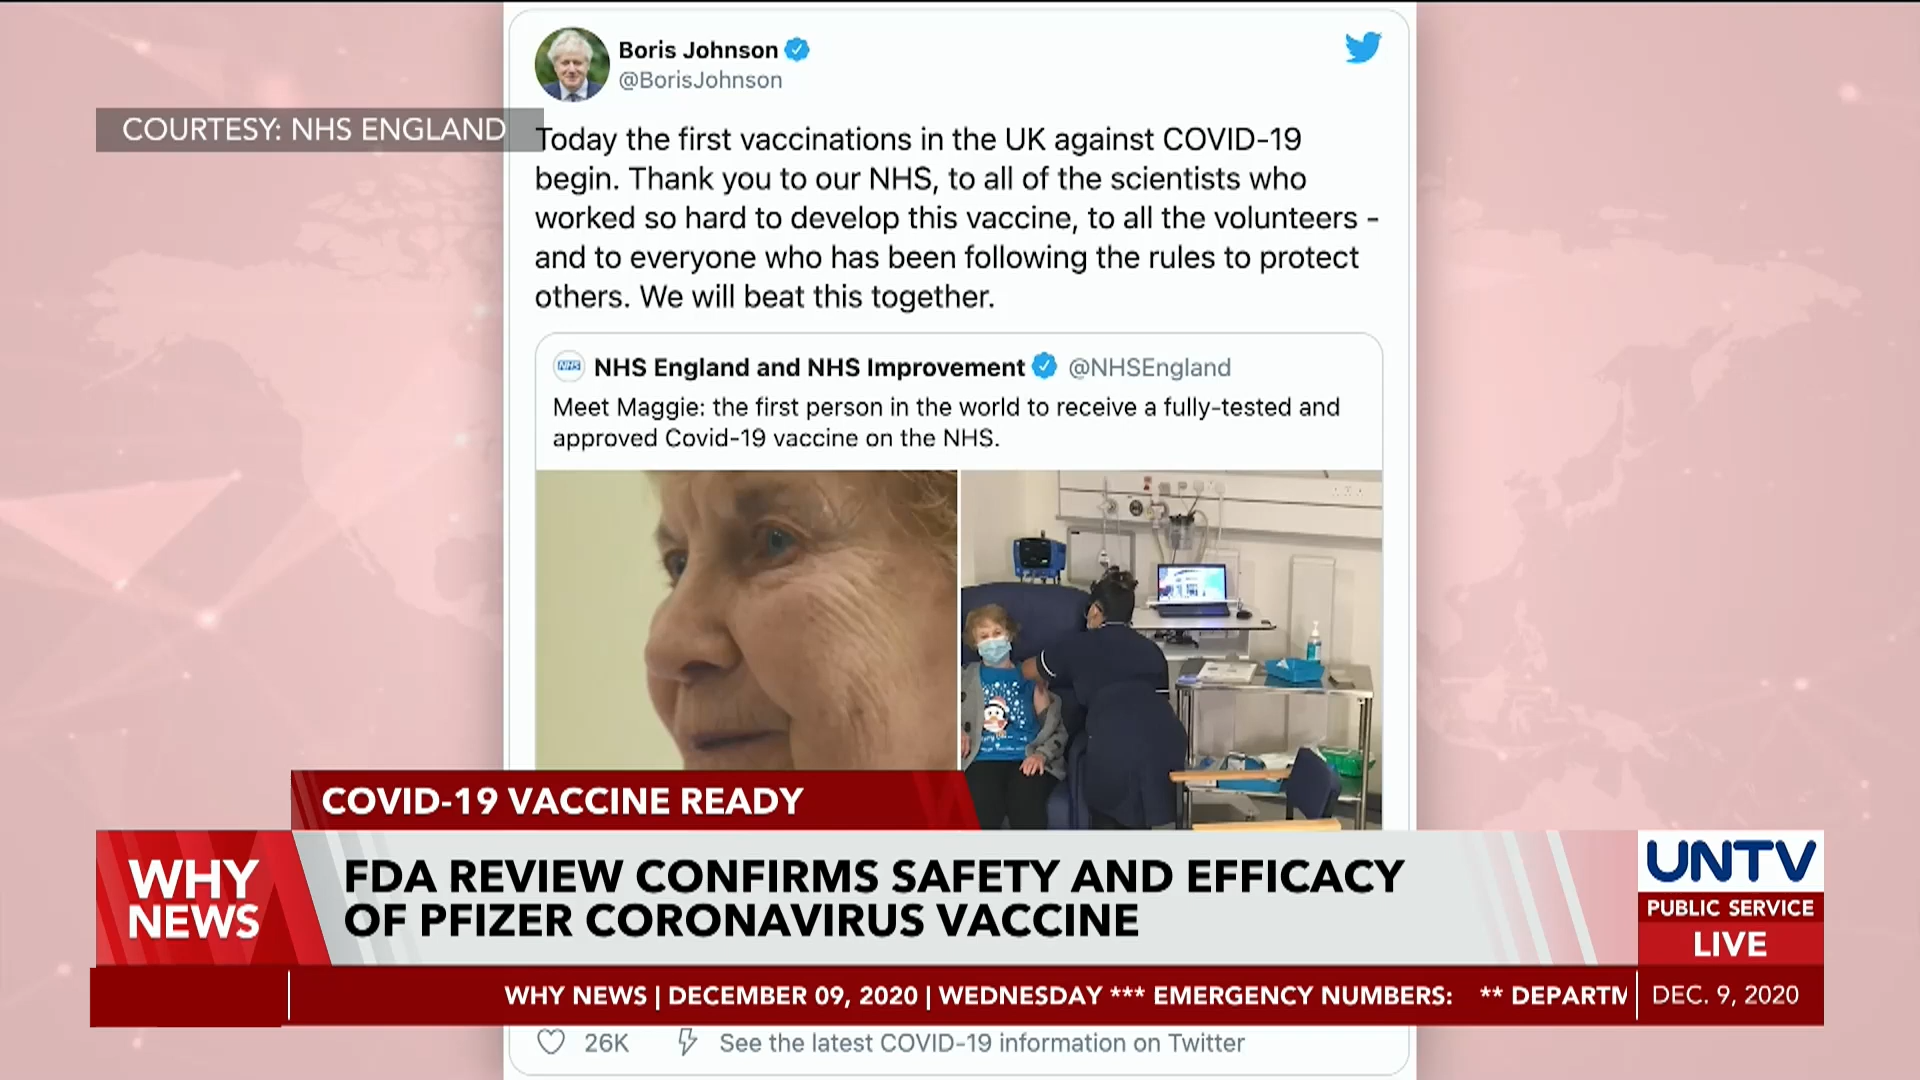 Boris Johnson
@BorisJohnson
COURTESY: NHS ENGLAND
Today the first vaccinations in the UK against COVID-19
begin. Thank you to our NHS, to all of the scientists who
worked so hard to develop this vaccine, to all the volunteers -
and to everyone who has been following the rules to protect
others. We will beat this together.
NHS
NHS England and NHS Improvement @NHSEngland
Meet Maggie: the first person in the world to receive a fully-tested and
approved Covid-19 vaccine on the NHS.
COVID-19 VACCINE READY
WHY
NEWS
FDA REVIEW CONFIRMS SAFETY AND EFFICACY
OF PFIZER CORONAVIRUS VACCINE
UNTV
PUBLIC SERVICE
LIVE
WHY NEWS | DECEMBER 09, 2020 | WEDNESDAY *** EMERGENCY NUMBERS: ** DEPARTM
DEC. 9, 2020
26K
See the latest COVID-19 information on Twitter